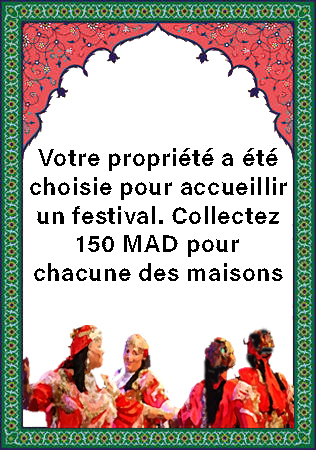 Votre propriété a été
choisie pour accueillir
un festival. Collectez
150 MAD pour
chacune des maisons